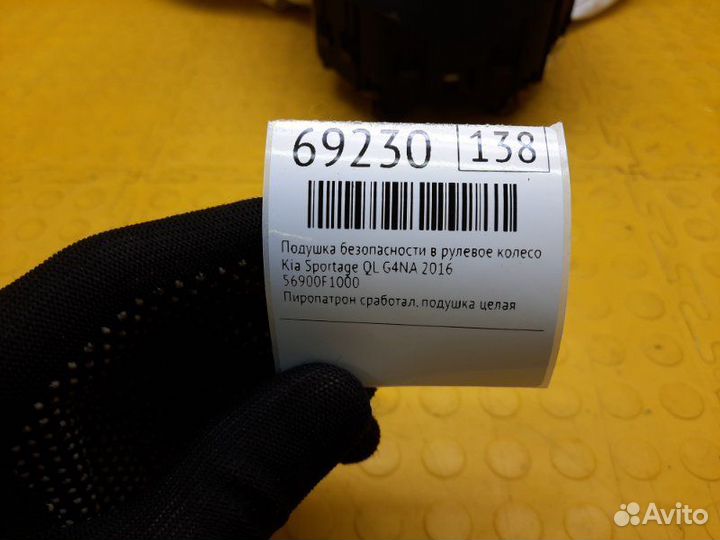 69230 138
Подушка безопасности в рулевое колесо
Kia Sportage QL G4NA 2016
56900F1000
Пиропатрон сработал, подушка целая
Avito